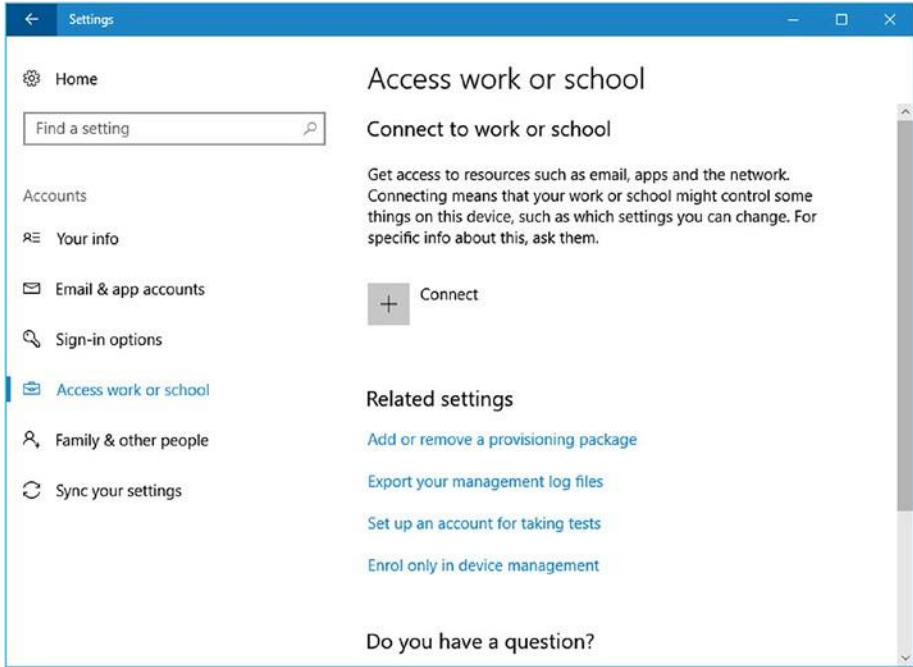 Settings
Home
Find a setting
Accounts
Your info
Email & app accounts
Sign-in options
Access work or school
Family & other people
Sync your settings
Access work or school
Connect to work or school
Get access to resources such as email, apps and the network.
Connecting means that your work or school might control some
things on this device, such as which settings you can change. For
specific info about this, ask them.
Connect
Related settings
Add or remove a provisioning package
Export your management log files
Set up an account for taking tests
Enrol only in device management
Do you have a question?